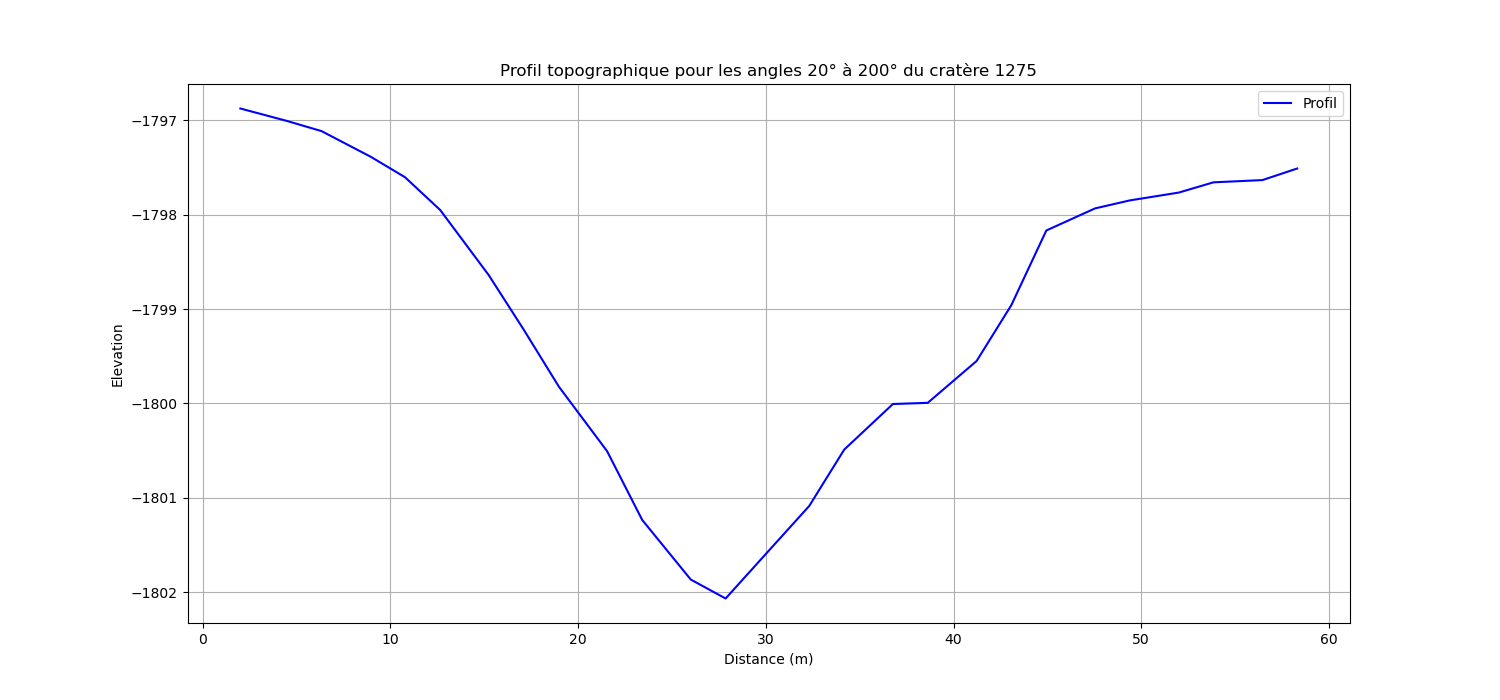 Profil topographique pour les angles 20° à 200° du cratère 1275
Profil
−1797
−1798
−1799
−1800
−1801
−1802
Elevation
0 10 20 30 40 50 60
Distance (m)